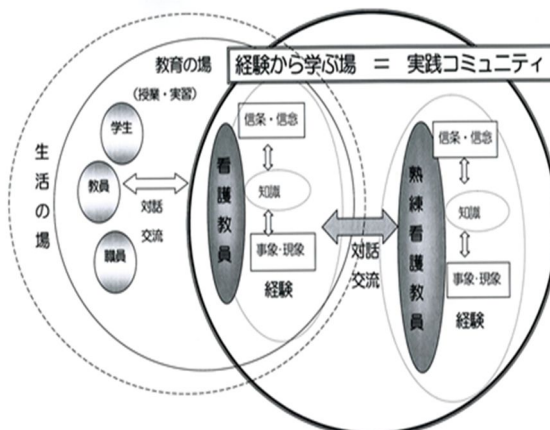 教育の場
(授業・実習)
経験から学ぶ場 = 実践コミュニティ
生活の場
学生
教員
職員
対話
交流
看護教員
信条・信念
知識
事象・現象
経験
対話
交流
熟練看護教員
信条・信念
知識
事象・現象
経験